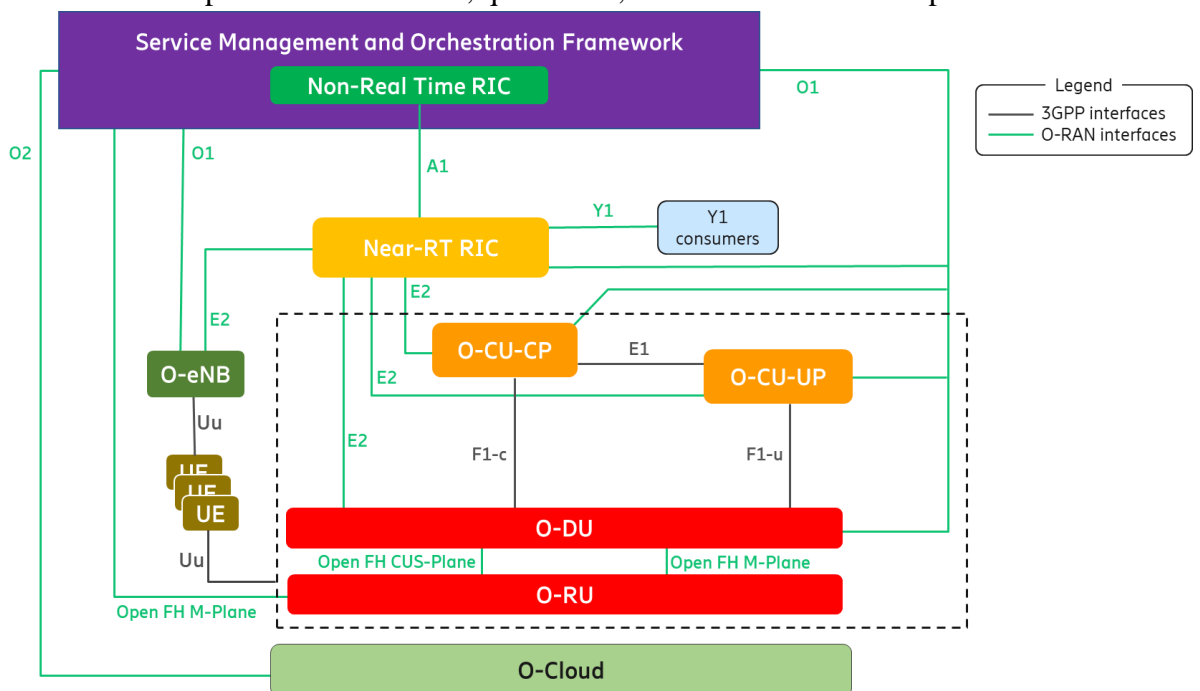 Service Management and Orchestration Framework
Non-Real Time RIC
O1
Legend
3GPP interfaces
O-RAN interfaces
O2
O1
A1
Y1
Y1
consumers
Near-RT RIC
E2
E2
O-CU-CP
E1
O-CU-UP
O-eNB
E2
Uu
E2
F1-c
F1-u
UE
UE
UE
O-DU
Uu
Open FH CUS-Plane
Open FH M-Plane
O-RU
Open FH M-Plane
O-Cloud